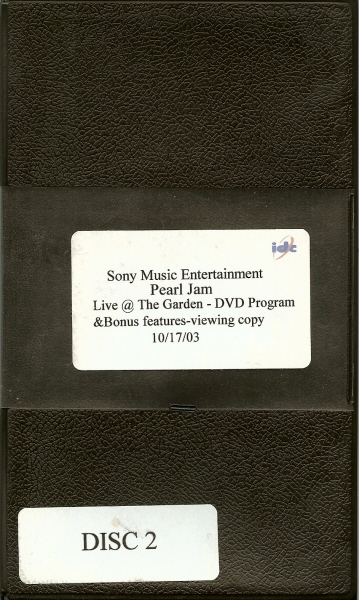 idc
Sony Music Entertainment
Pearl Jam
Live @ The Garden - DVD Program
&Bonus features-viewing copy
10/17/03
DISC 2